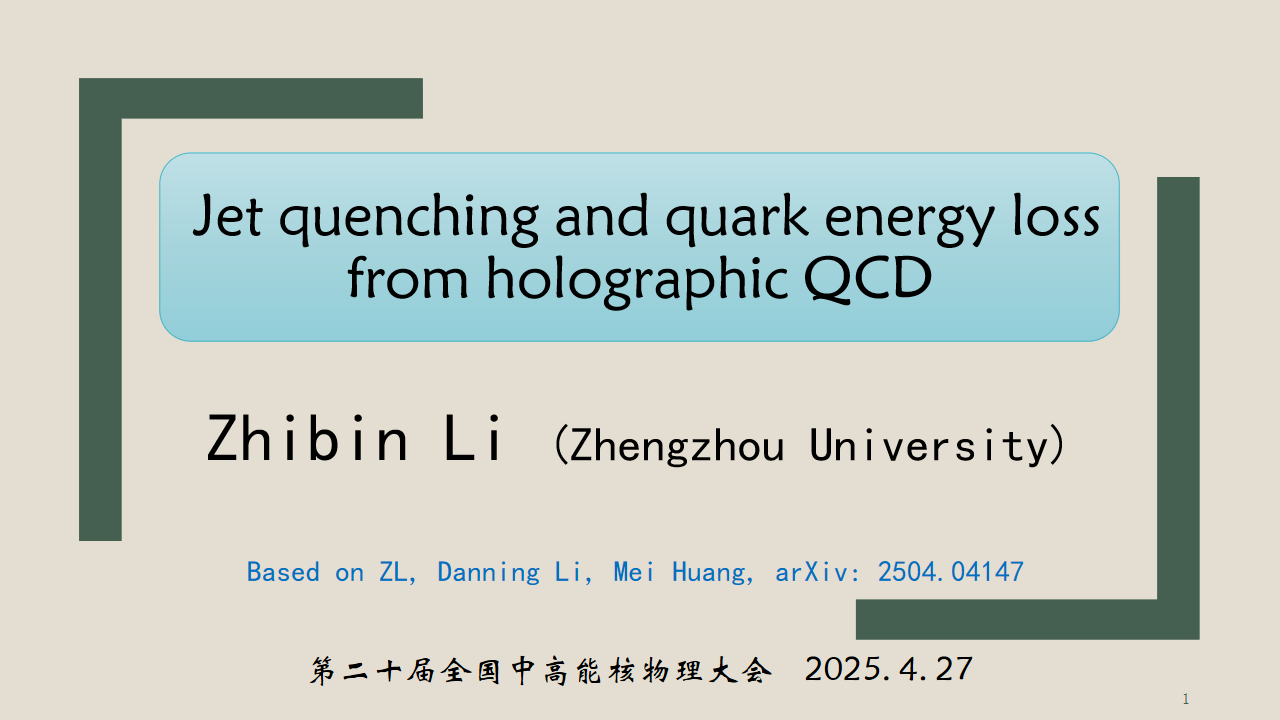 Jet quenching and quark energy loss
from holographic QCD
Zhibin Li (Zhengzhou University)
Based on ZL, Danning Li, Mei Huang, arXiv: 2504.04147
第二十届全国中高能核物理大会 2025.4.27
1